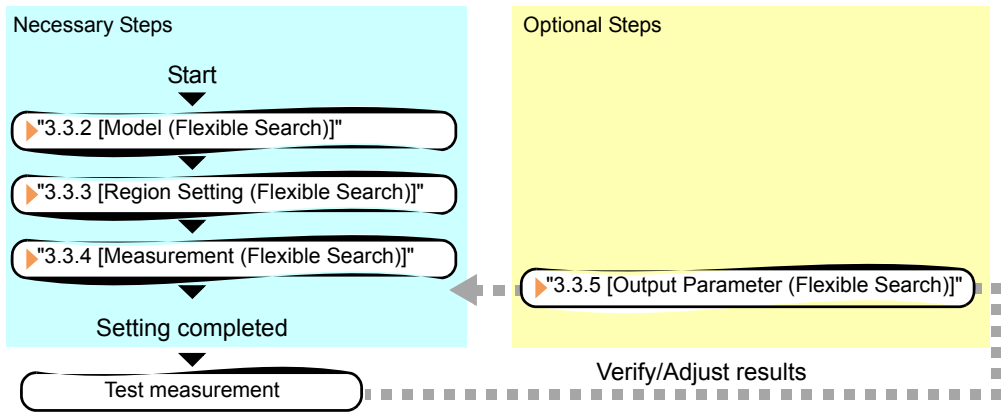 Necessary Steps
Start
"3.3.2 [Model (Flexible Search)]"
"3.3.3 [Region Setting (Flexible Search)]"
"3.3.4 [Measurement (Flexible Search)]"
Setting completed
Test measurement
Optional Steps
"3.3.5 [Output Parameter (Flexible Search)]"
Verify/Adjust results